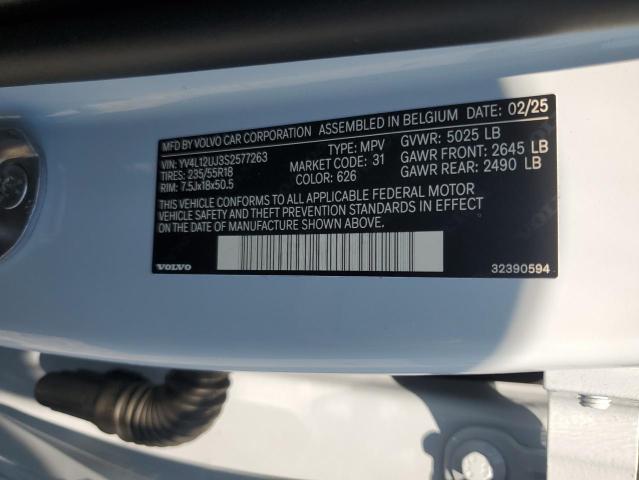 MFD BY VOLVO CAR CORPORATION ASSEMBLED IN BELGIUM DATE: 02/25
VIN: YV4L12UJ3S2577263 TYPE: MPV GVWR: 5025 LB
TIRES: 235/55R18 MARKET CODE: 31 GAWR FRONT: 2645 LB
RIM: 7.5Jx18x50.5 COLOR: 626 GAWR REAR: 2490 LB
THIS VEHICLE CONFORMS TO ALL APPLICABLE FEDERAL MOTOR
VEHICLE SAFETY AND THEFT PREVENTION STANDARDS IN EFFECT
ON THE DATE OF MANUFACTURE SHOWN ABOVE.
VOLVO 32390594